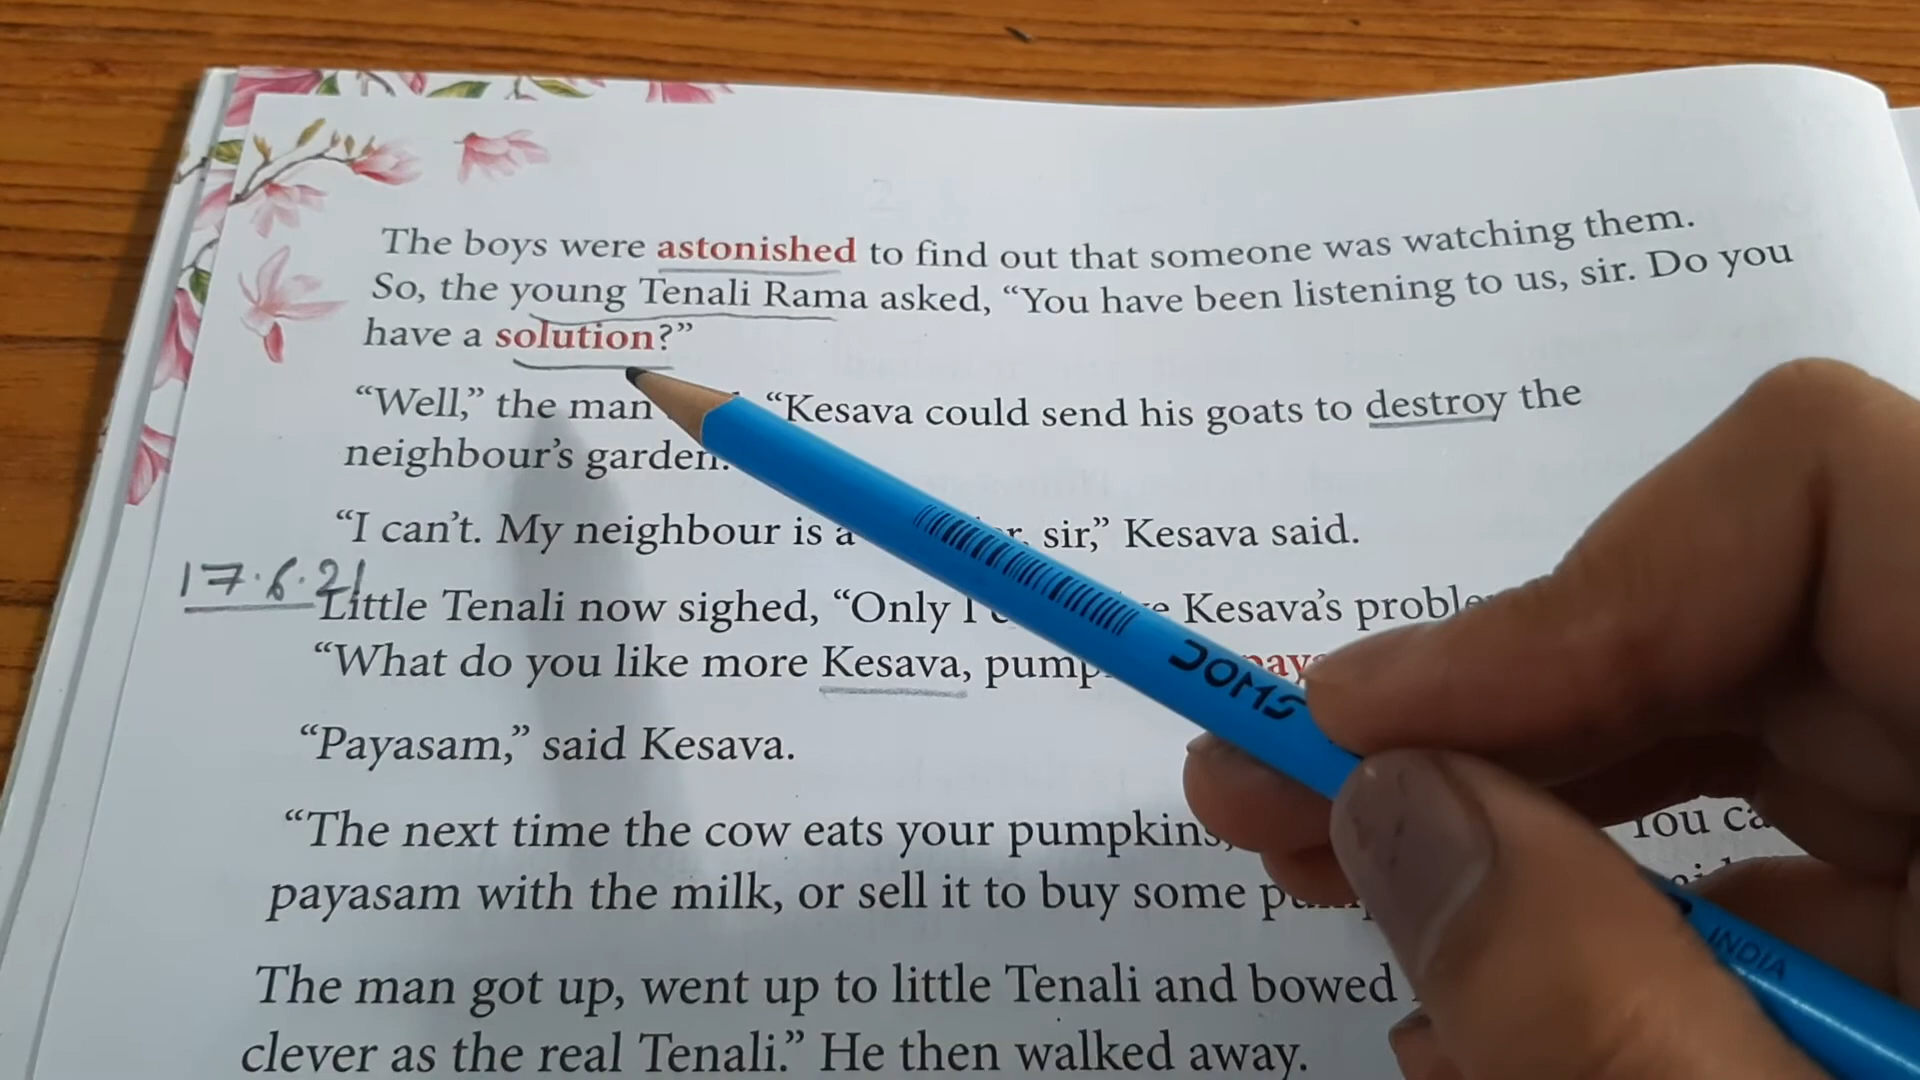 The boys were astonished to find out that someone was watching them.
So, the young Tenali Rama asked, “You have been listening to us, sir. Do you
have a solution?”
“Well,” the man “Kesava could send his goats to destroy the
neighbour’s garden.
“I can’t. My neighbour is a sir,” Kesava said.
17.6.21
Little Tenali now sighed, “Only I Kesava’s
“What do you like more Kesava,
“Payasam,” said Kesava.
“The next time the cow eats your pumpkins,
payasam with the milk, or sell it to buy some
The man got up, went up to little Tenali and bowed
clever as the real Tenali.” He then walked away.
DOMS
INDIA